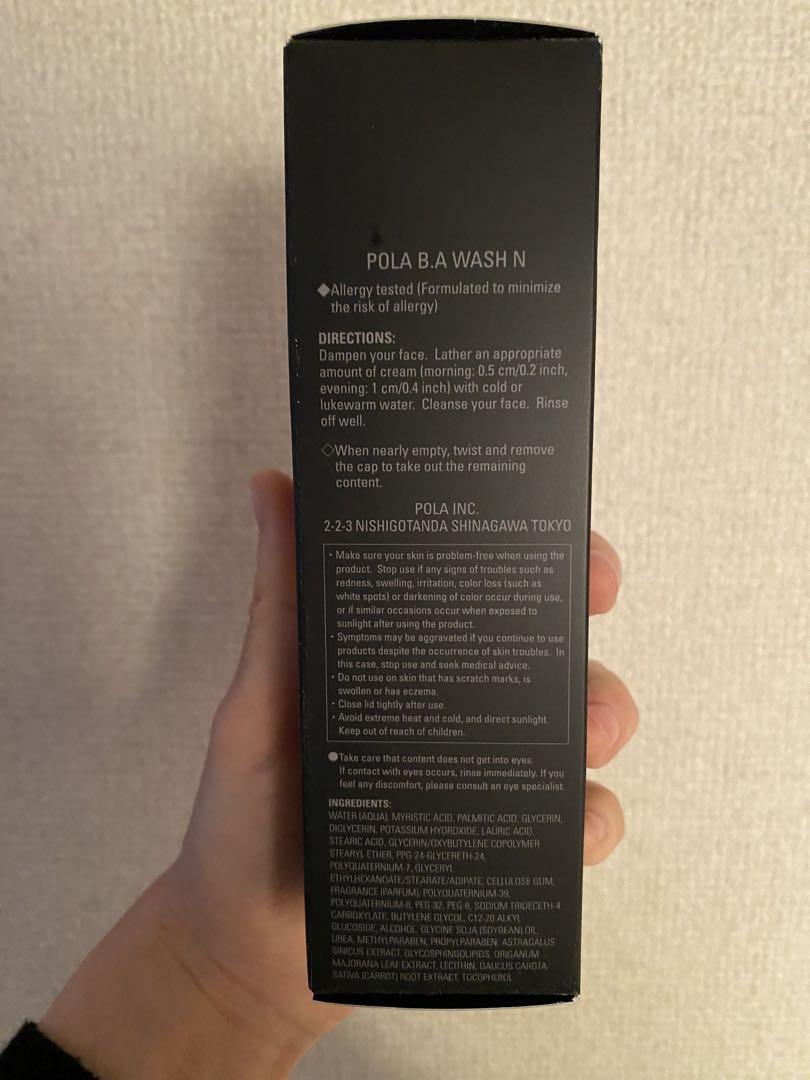 POLA B.A WASH N
◆Allergy tested (Formulated to minimize
the risk of allergy)
DIRECTIONS:
Dampen your face. Lather an appropriate
amount of cream (morning: 0.5 cm/0.2 inch,
evening: 1 cm/0.4 inch) with cold or
lukewarm water. Cleanse your face. Rinse
off well.
◇When nearly empty, twist and remove
the cap to take out the remaining
content.
POLA INC.
2-2-3 NISHIGOTANDA SHINAGAWA TOKYO
・Make sure your skin is problem-free when using the
product. Stop use if any signs of troubles such as
redness, swelling, irritation, color loss (such as
white spots) or darkening of color occur during use,
or if similar occasions occur when exposed to
sunlight after using the product.
・Symptoms may be aggravated if you continue to use
products despite the occurrence of skin troubles. In
this case, stop use and seek medical advice.
・Do not use on skin that has scratch marks, is
swollen or has eczema.
・Close lid tightly after use.
・Avoid extreme heat and cold, and direct sunlight.
Keep out of reach of children.
●Take care that content does not get into eyes.
If contact with eyes occurs, rinse immediately. If you
feel any discomfort, please consult an eye specialist.
INGREDIENTS:
WATER (AQUA), MYRISTIC ACID, PALMITIC ACID, GLYCERIN,
DIGLYCERIN, POTASSIUM HYDROXIDE, LAURIC ACID,
STEARIC ACID, GLYCERIN/OXYBUTYLENE COPOLYMER
STEARYL ETHER, PPG-24-GLYCERETH-24,
POLYQUATERNIUM-7, GLYCERYL
ETHYLHEXANOATE/STEARATE/ADIPATE, CELLULOSE GUM,
FRAGRANCE (PARFUM), POLYQUATERNIUM-39,
POLYQUATERNIUM-6, PEG-32, PEG-6, SODIUM TRIDECETH-4
CARBOXYLATE, BUTYLENE GLYCOL, C12-20 ALKYL
GLUCOSIDE, ALCOHOL, GLYCINE SOJA (SOYBEAN) OIL,
UREA, METHYLPARABEN, PROPYLPARABEN, ASTRAGALUS
SINICUS EXTRACT, GLYCOSPHINGOLIPIDS, ORIGANUM
MAJORANA LEAF EXTRACT, LECITHIN, DAUCUS CAROTA
SATIVA (CARROT) ROOT EXTRACT, TOCOPHEROL